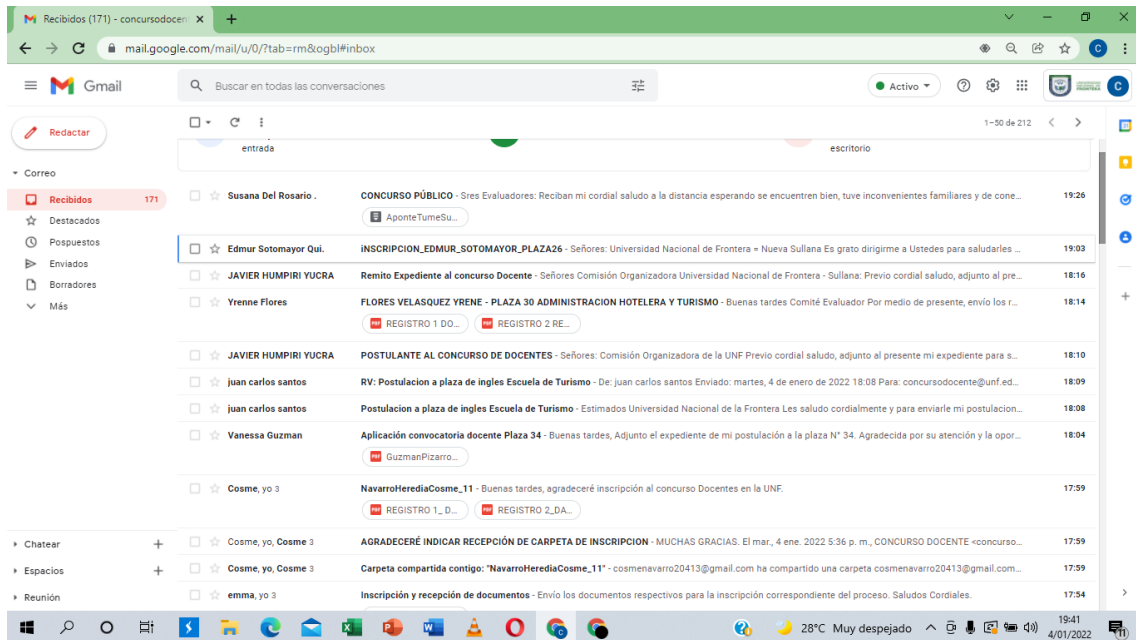 Recibidos (171) - concursodocen
mail.google.com/mail/u/0/?tab=rm&ogbl#inbox
C
Gmail
Buscar en todas las conversaciones
Activo
FRONTERA
C
Redactar
1–50 de 212
entrada
escritorio
Correo
Recibidos 171
Destacados
Pospuestos
Enviados
Borradores
Más
Susana Del Rosario . CONCURSO PÚBLICO - Sres Evaluadores: Reciban mi cordial saludo a la distancia esperando se encuentren bien, tuve inconvenientes familiares y de cone... 19:26
AponteTumeSu...
Edmur Sotomayor Qui. iNSCRIPCION_EDMUR_SOTOMAYOR_PLAZA26 - Señores: Universidad Nacional de Frontera = Nueva Sullana Es grato dirigirme a Ustedes para saludarles ... 19:03
JAVIER HUMPIRI YUCRA Remito Expediente al concurso Docente - Señores Comisión Organizadora Universidad Nacional de Frontera - Sullana: Previo cordial saludo, adjunto al pre... 18:16
Yrenne Flores FLORES VELASQUEZ YRENE - PLAZA 30 ADMINISTRACION HOTELERA Y TURISMO - Buenas tardes Comité Evaluador Por medio de presente, envío los r... 18:14
PDF REGISTRO 1 DO... PDF REGISTRO 2 RE...
JAVIER HUMPIRI YUCRA POSTULANTE AL CONCURSO DE DOCENTES - Señores: Comisión Organizadora de la UNF Previo cordial saludo, adjunto al presente mi expediente para s... 18:10
juan carlos santos RV: Postulacion a plaza de ingles Escuela de Turismo - De: juan carlos santos Enviado: martes, 4 de enero de 2022 18:08 Para: concursodocente@unf.ed... 18:09
juan carlos santos Postulacion a plaza de ingles Escuela de Turismo - Estimados Universidad Nacional de la Frontera Les saludo cordialmente y para enviarle mi postulacion... 18:08
Vanessa Guzman Aplicación convocatoria docente Plaza 34 - Buenas tardes, Adjunto el expediente de mi postulación a la plaza N° 34. Agradecida por su atención y la opor... 18:04
PDF GuzmanPizarro...
Cosme, yo 3 NavarroHerediaCosme_11 - Buenas tardes, agradeceré inscripción al concurso Docentes en la UNF. 17:59
PDF REGISTRO 1_ D... PDF REGISTRO 2_DA...
Cosme, yo, Cosme 3 AGRADECERÉ INDICAR RECEPCIÓN DE CARPETA DE INSCRIPCION - MUCHAS GRACIAS. El mar., 4 ene. 2022 5:36 p. m., CONCURSO DOCENTE <concurso... 17:59
Cosme, yo, Cosme 3 Carpeta compartida contigo: "NavarroHerediaCosme_11" - cosmenavarro20413@gmail.com ha compartido una carpeta cosmenavarro20413@gmail.com... 17:59
emma, yo 3 Inscripción y recepción de documentos - Envío los documentos respectivos para la inscripción correspondiente del proceso. Saludos Cordiales. 17:54
Chatear
Espacios
Reunión
28°C Muy despejado
19:41
4/01/2022